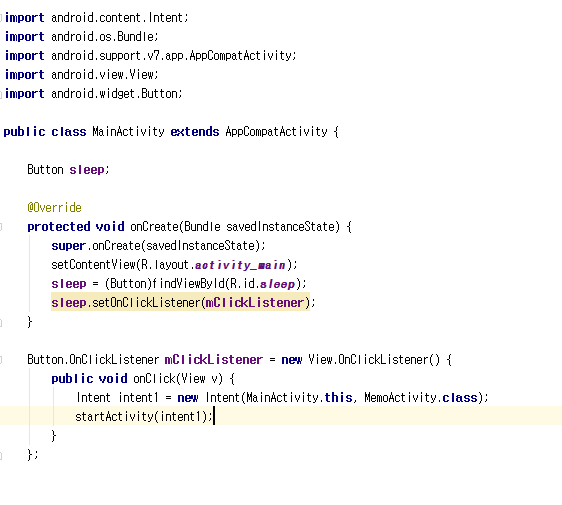 import android.content.Intent;
import android.os.Bundle;
import android.support.v7.app.AppCompatActivity;
import android.view.View;
import android.widget.Button;
public class MainActivity extends AppCompatActivity {
Button sleep;
@Override
protected void onCreate(Bundle savedInstanceState) {
super.onCreate(savedInstanceState);
setContentView(R.layout.activity_main);
sleep = (Button)findViewById(R.id.sleep);
sleep.setOnClickListener(mClickListener);
}
Button.OnClickListener mClickListener = new View.OnClickListener() {
public void onClick(View v) {
Intent intent1 = new Intent(MainActivity.this, MemoActivity.class);
startActivity(intent1);
}
};